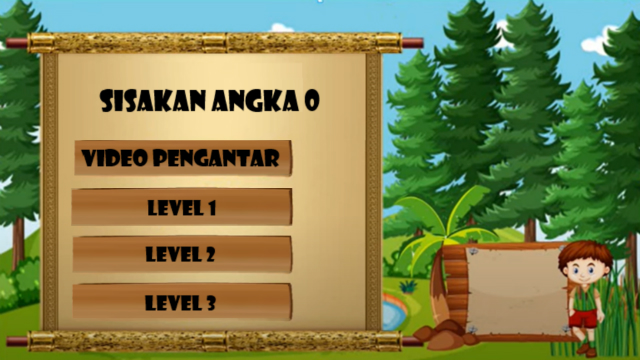 SISAKAN ANGKA 0
VIDEO PENGANTAR
LEVEL 1
LEVEL 2
LEVEL 3